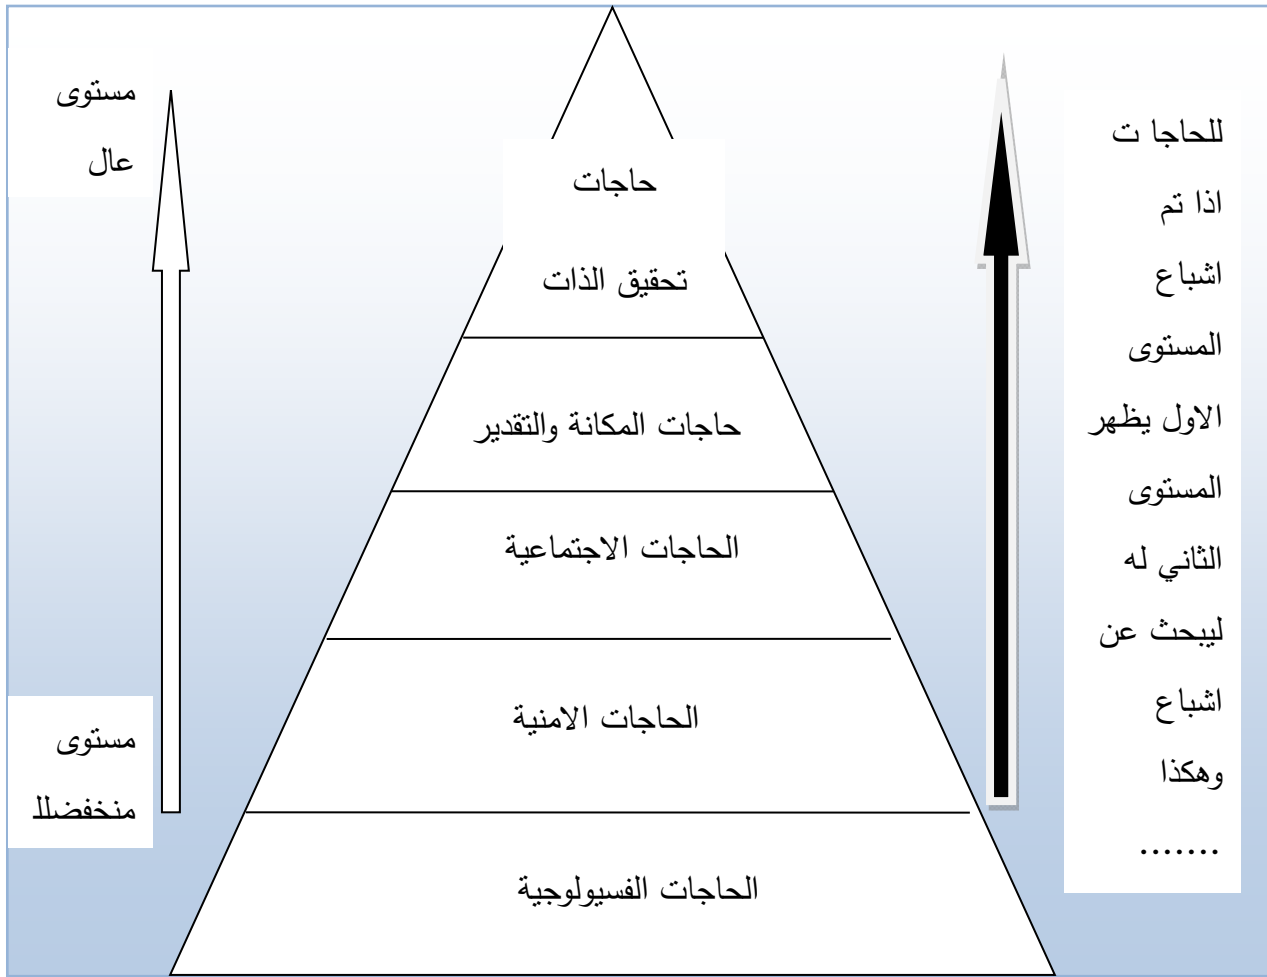 للحاجا ت
اذا تم
اشباع
المستوى
الاول يظهر
المستوى
الثاني له
ليبحث عن
اشباع
وهكذا
.......
حاجات
تحقيق الذات
حاجات المكانة والتقدير
الحاجات الاجتماعية
الحاجات الامنية
الحاجات الفسيولوجية
مستوى
عال
مستوى
منخفضلل